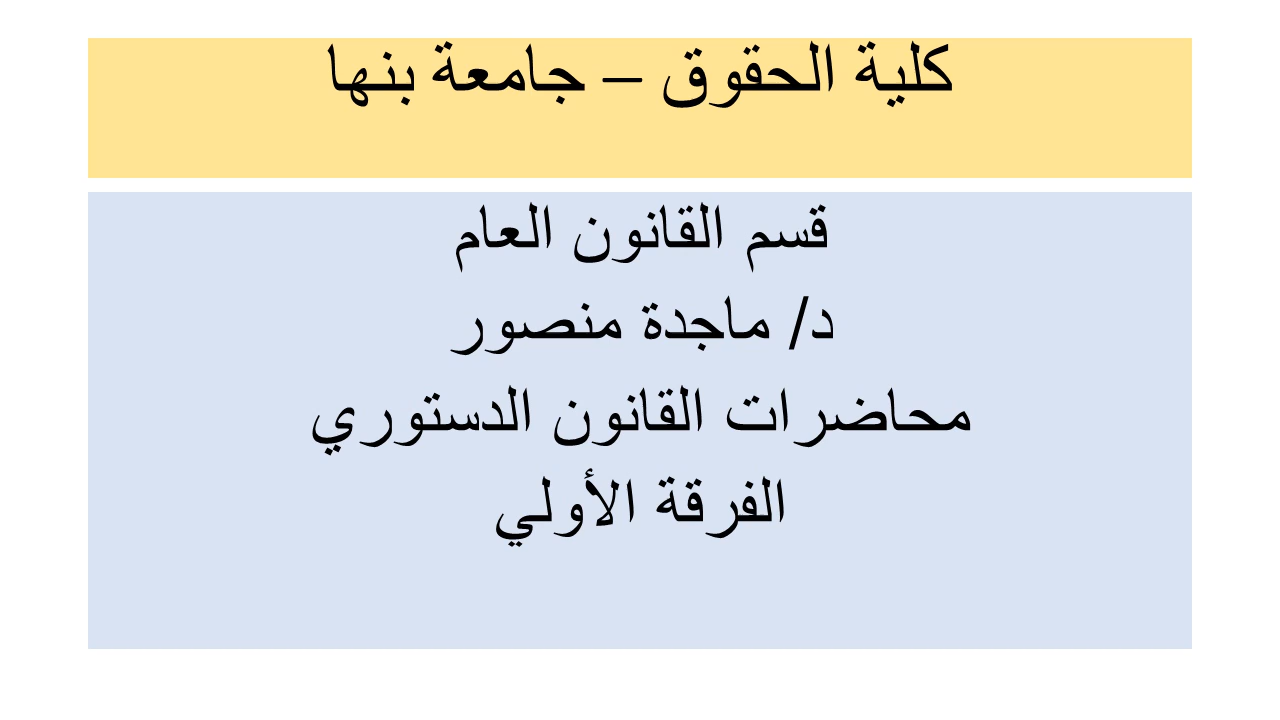 كلية الحقوق – جامعة بنها
قسم القانون العام
د/ ماجدة منصور
محاضرات القانون الدستوري
الفرقة الأولي